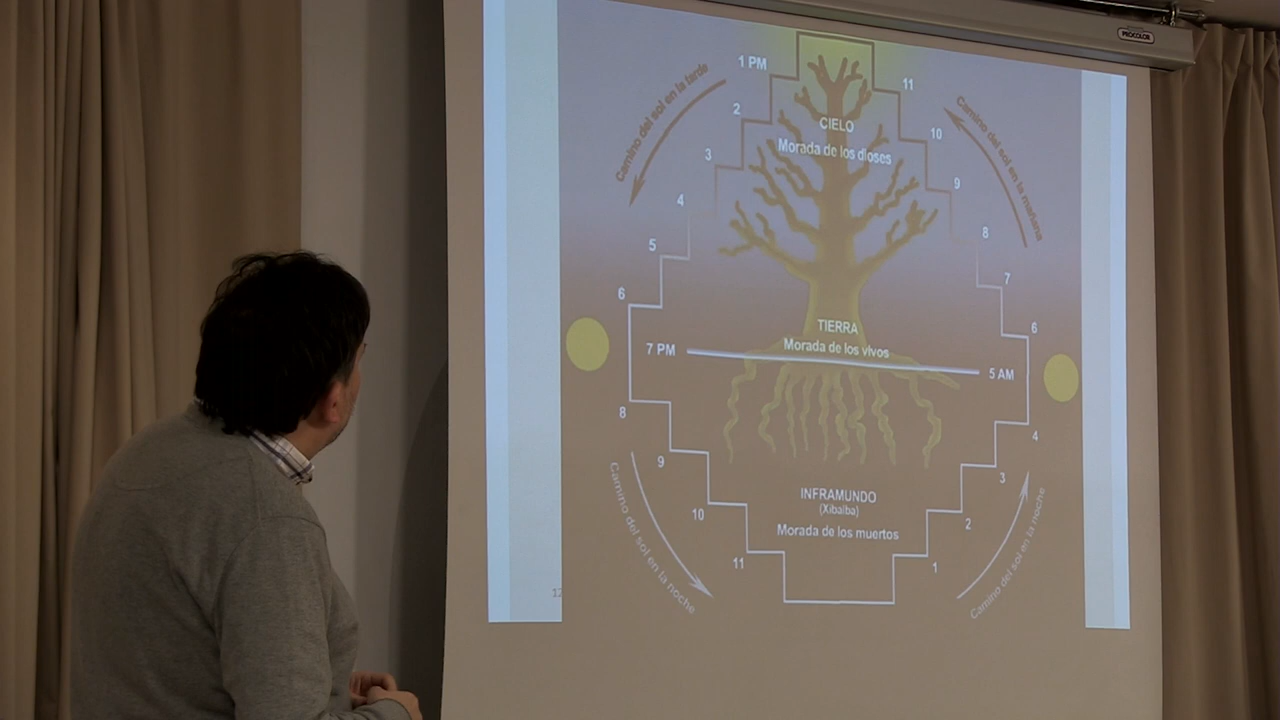 PROCOLOR
1 PM
11
Camino del sol en la tarde
Camino del sol en la mañana
2
10
CIELO
Morada de los dioses
3
9
4
8
5
7
6
6
TIERRA
Morada de los vivos
7 PM
5 AM
8
4
9
3
INFRAMUNDO
(Xibalba)
Morada de los muertos
10
2
11
1
Camino del sol en la noche
Camino del sol en la noche
12